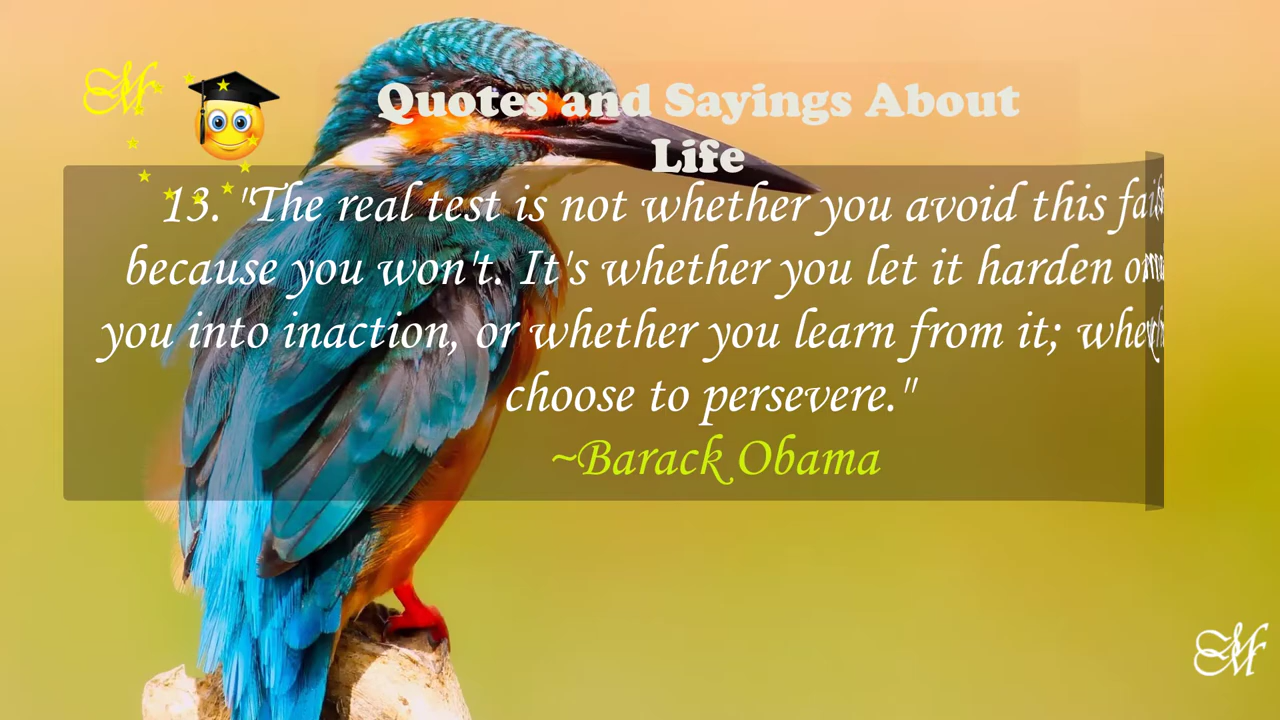 M
Quotes and Sayings About
Life
13. "The real test is not whether you avoid this
because you won't. It's whether you let it harden or
you into inaction, or whether you learn from it;
choose to persevere."
~Barack Obama
M